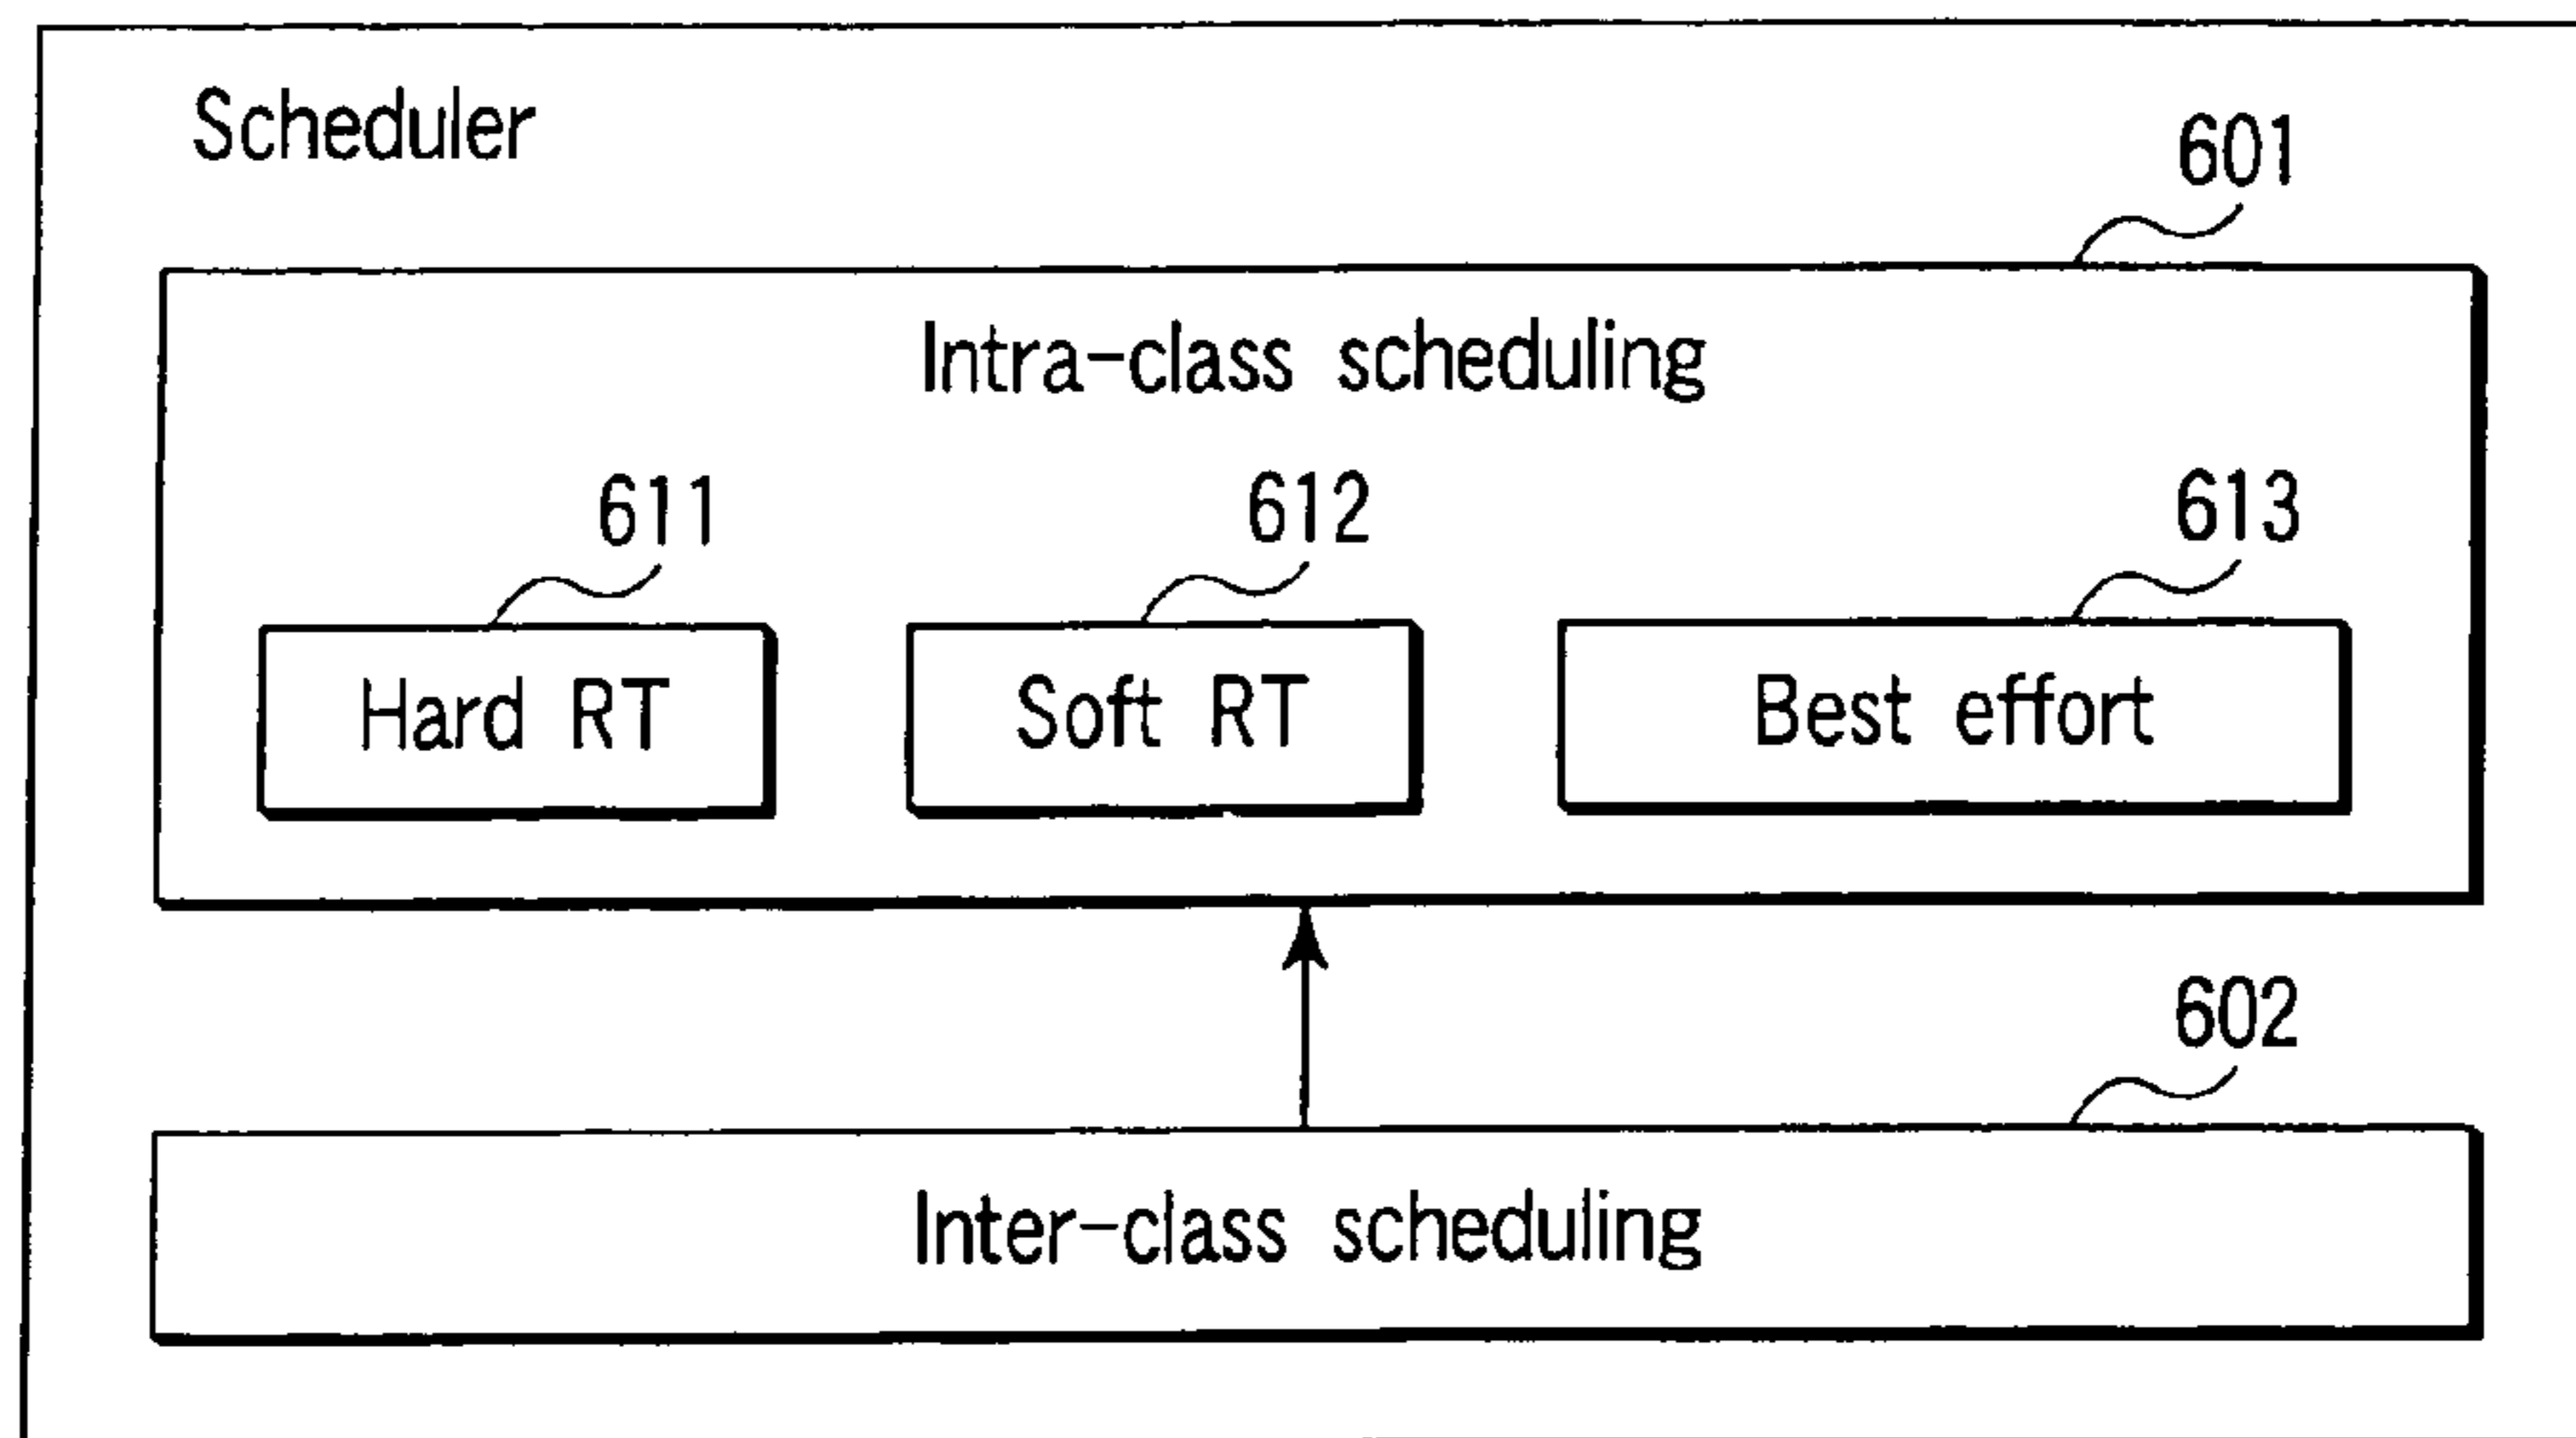 Scheduler
601
Intra-class scheduling
611
612
613
Hard RT
Soft RT
Best effort
602
Inter-class scheduling